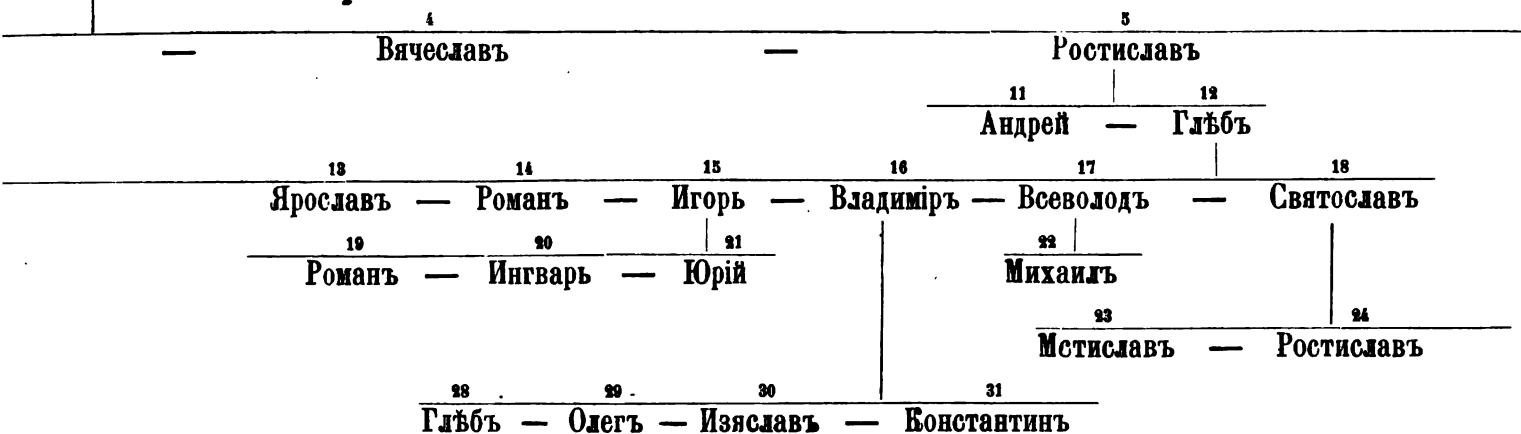 4 5
— Вячеславъ — Ростиславъ
11 12
Андрей — Глѣбъ
13 14 15 16 17 18
Ярославъ — Романъ — Игорь — Владиміръ — Всеволодъ — Святославъ
19 20 21 22
Романъ — Ингварь — Юрій Михаилъ
23 24
Мстиславъ — Ростиславъ
28 29 30 31
Глѣбъ — Олегъ — Изяславъ — Константинъ